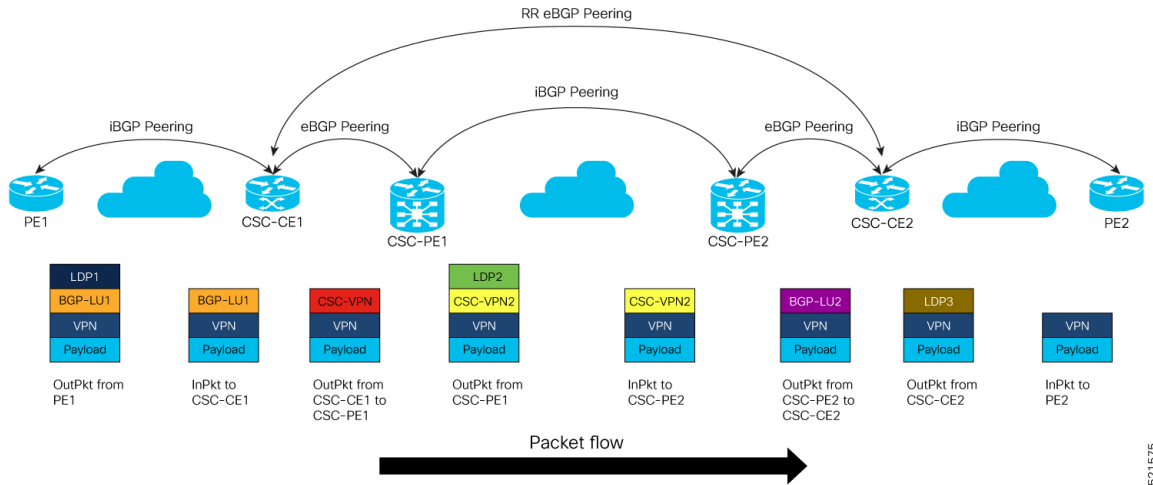 RR eBGP Peering
iBGP Peering
iBGP Peering
eBGP Peering
eBGP Peering
iBGP Peering
PE1
CSC-CE1
CSC-PE1
CSC-PE2
CSC-CE2
PE2
LDP1
BGP-LU1
VPN
Payload
OutPkt from
PE1
BGP-LU1
VPN
Payload
InPkt to
CSC-CE1
CSC-VPN
VPN
Payload
OutPkt from
CSC-CE1 to
CSC-PE1
LDP2
CSC-VPN2
VPN
Payload
OutPkt from
CSC-PE1
CSC-VPN2
VPN
Payload
InPkt to
CSC-PE2
BGP-LU2
VPN
Payload
OutPkt from
CSC-PE2 to
CSC-CE2
LDP3
VPN
Payload
OutPkt from
CSC-CE2
VPN
Payload
InPkt to
PE2
Packet flow
521575